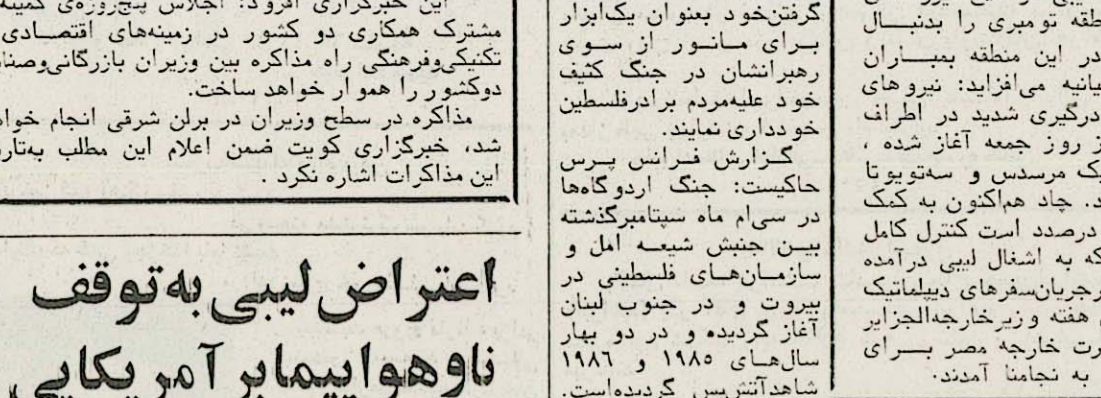 طقه تومبری را بدنبال
در این منطقه بمباران
یانیه می‌افزاید: نیروهای
درگیری شدید در اطراف
ز روز جمعه آغاز شده ،
یک مرسدس و سه‌تویوتا
د. چاد هم‌اکنون به کمک
درصدد است کنترل کامل
که به اشغال لیبی درآمده
رجریان‌سفرهای دیپلماتیک
هفته وزیرخارجه‌الجزایر
رت خارجه مصر برای
به نجامنا آمدند.
گرفتن‌خود بعنوان یک‌ابزار
برای مانور از سوی
رهبرانشان در جنگ کثیف
خود علیه‌مردم برادرفلسطین
خودداری نمایند.
گزارش فرانس پرس
حاکیست: جنگ اردوگاه‌ها
در سی‌ام ماه سپتامبرگذشته
بین جنبش شیعه امل و
سازمان‌های فلسطینی در
بیروت و در جنوب لبنان
آغاز گردیده و در دو بهار
سال‌های ۱۹۸۵ و ۱۹۸۶
شاهدآتش‌بس گردیده‌است.
این خبرگزاری افزود: اجلاس پنج‌روزه‌ی کمیته
مشترک همکاری دو کشور در زمینه‌های اقتصادی
تکنیکی‌وفرهنگی راه مذاکره بین وزیران بازرگانی‌وصنا
دوکشور را هموار خواهد ساخت.
مذاکره در سطح وزیران در برلن شرقی انجام خواه
شد، خبرگزاری کویت ضمن اعلام این مطلب به‌تار
این مذاکرات اشاره نکرد .
اعتراض لیبی به‌توقف
ناوهواپیمابر آمریکایی